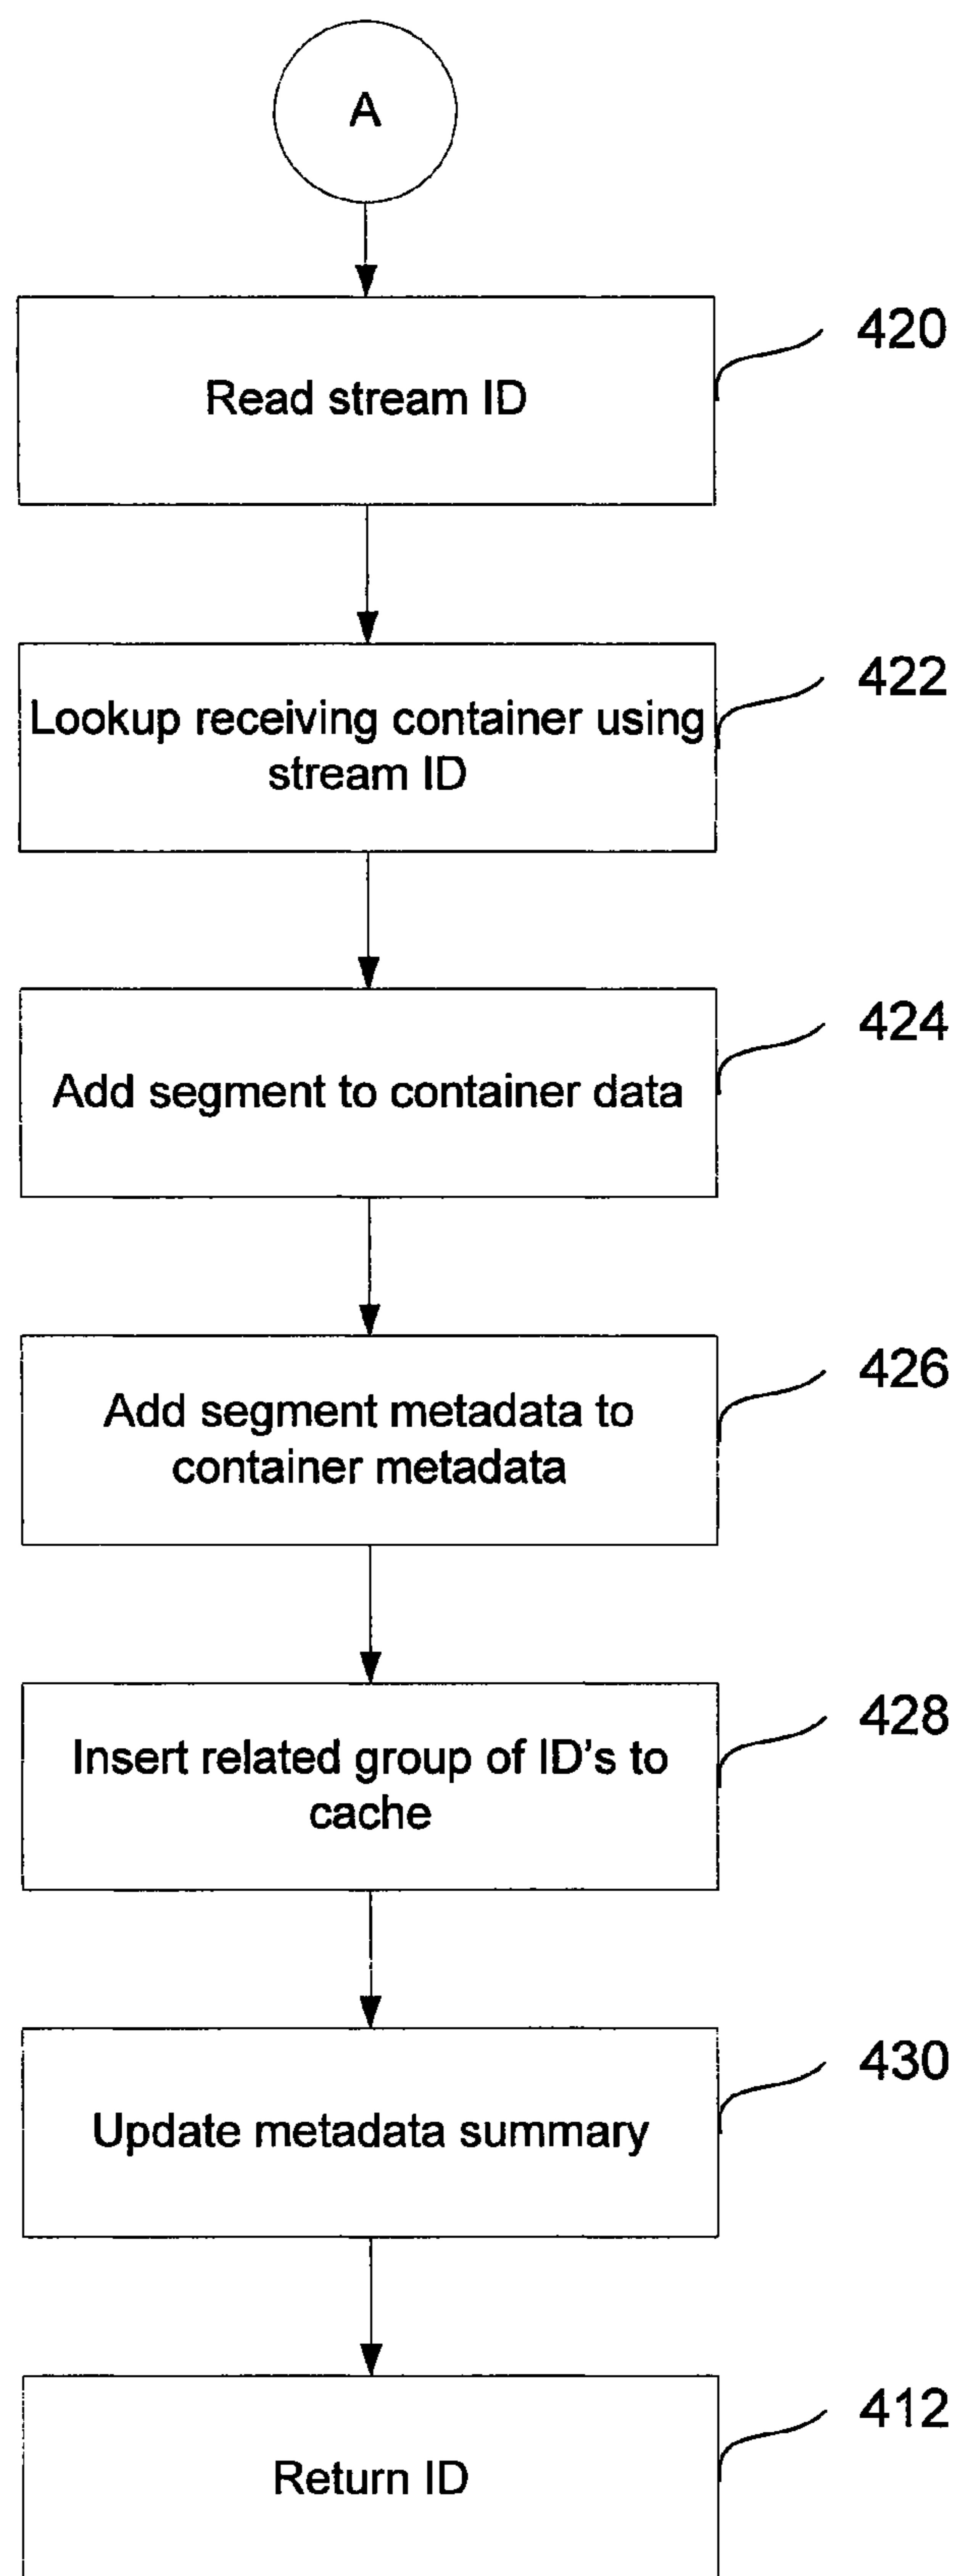 A
420
Read stream ID
422
Lookup receiving container using
stream ID
424
Add segment to container data
426
Add segment metadata to
container metadata
428
Insert related group of ID's to
cache
430
Update metadata summary
412
Return ID